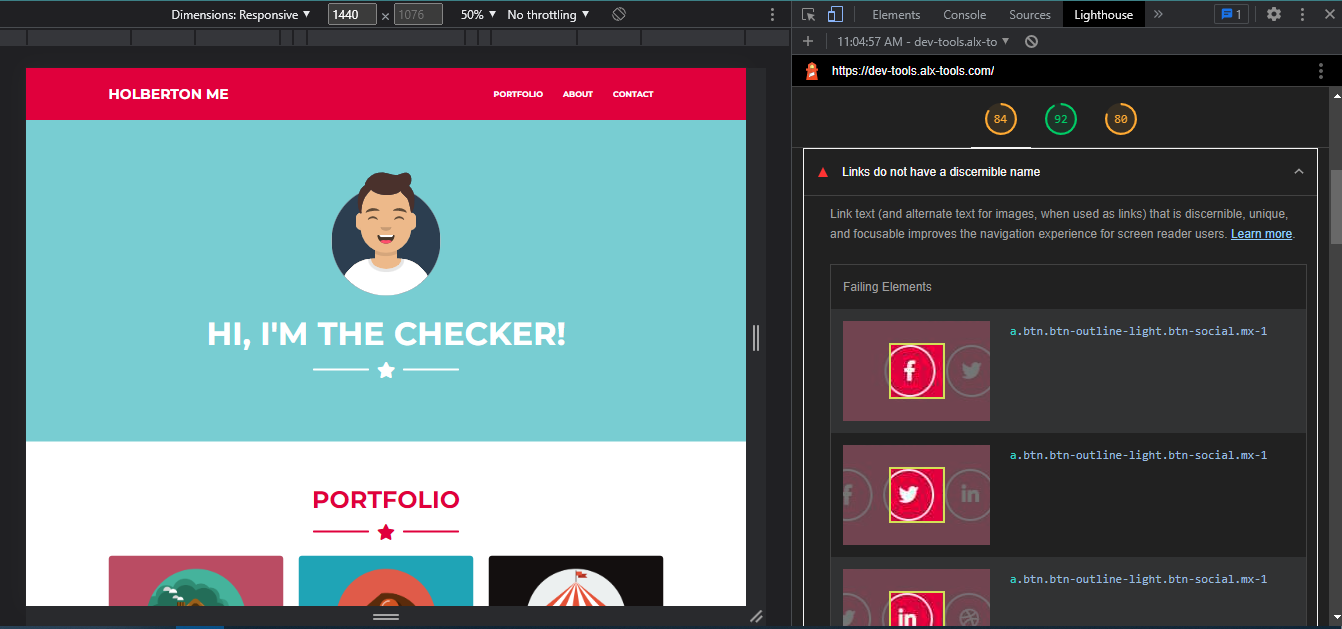 Dimensions: Responsive ▼ 1440 × 1076 50% ▼ No throttling ▼
Elements Console Sources Lighthouse » 1
+ 11:04:57 AM - dev-tools.alx-to ▼
https://dev-tools.alx-tools.com/
84 92 80
HOLBERTON ME PORTFOLIO ABOUT CONTACT
HI, I'M THE CHECKER!
PORTFOLIO
Links do not have a discernible name
Link text (and alternate text for images, when used as links) that is discernible, unique,
and focusable improves the navigation experience for screen reader users. Learn more.
Failing Elements
a.btn.btn-outline-light.btn-social.mx-1
a.btn.btn-outline-light.btn-social.mx-1
a.btn.btn-outline-light.btn-social.mx-1